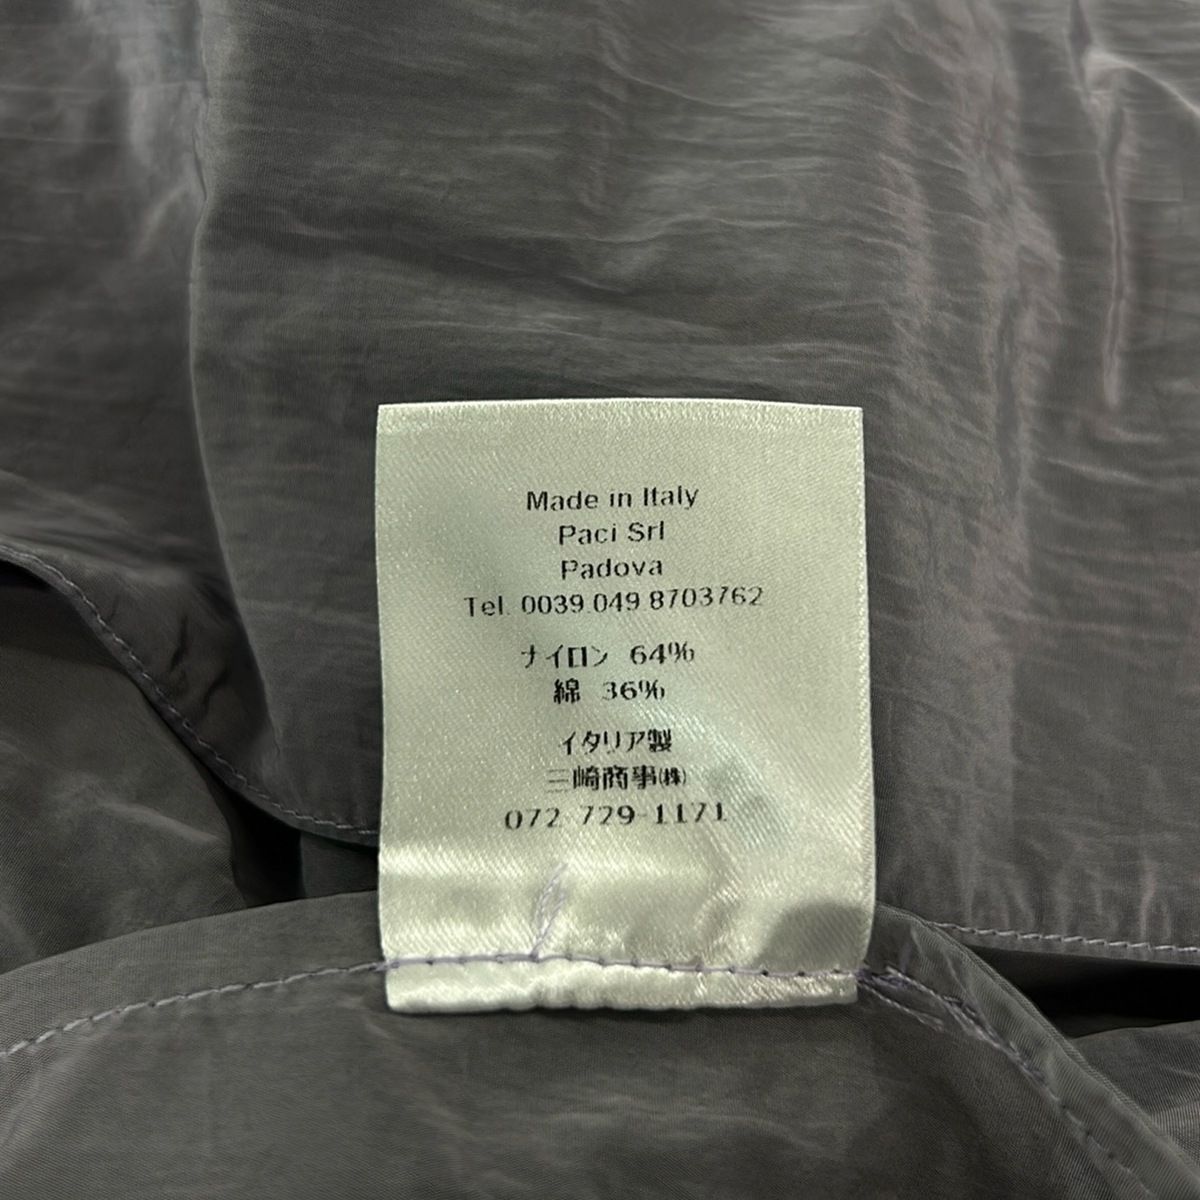 Made in Italy
Paci Srl
Padova
Tel. 0039.049.8703762
ナイロン 64%
綿 36%
イタリア製
三崎商事㈱
072-729-1171